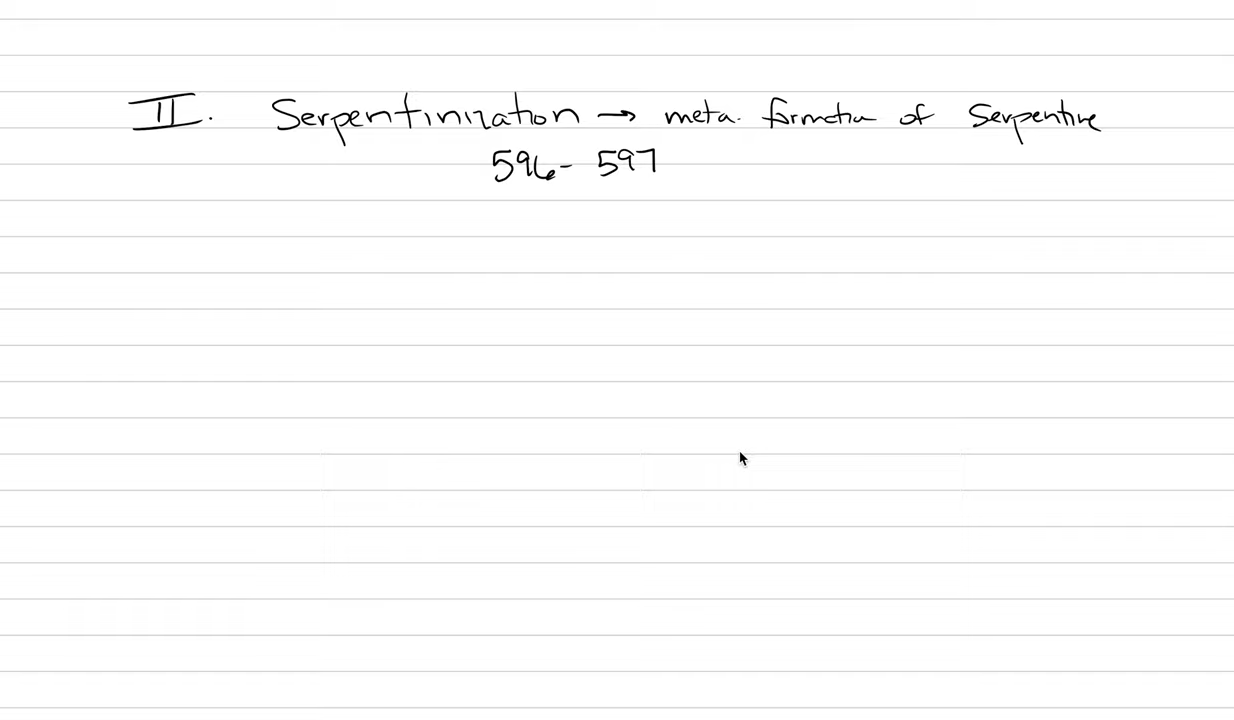 II. Serpentinization → meta. formation of Serpentine
596- 597